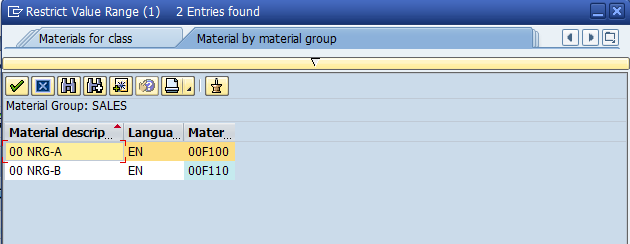 Restrict Value Range (1) 2 Entries found
Materials for class Material by material group
Material Group: SALES
Material descrip... Langua... Mater...
00 NRG-A EN 00F100
00 NRG-B EN 00F110